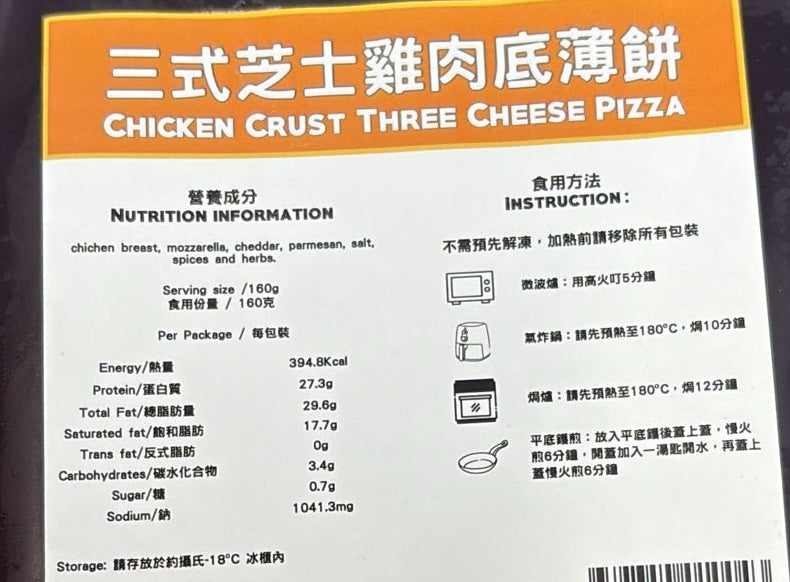 三式芝士雞肉底薄餅
CHICKEN CRUST THREE CHEESE PIZZA
營養成分
NUTRITION INFORMATION
chichen breast, mozzarella, cheddar, parmesan, salt,
spices and herbs.
Serving size /160g
食用份量 / 160克
Per Package / 每包裝
Energy/熱量 394.8Kcal
Protein/蛋白質 27.3g
Total Fat/總脂肪量 29.6g
Saturated fat/飽和脂肪 17.7g
Trans fat/反式脂肪 0g
Carbohydrates/碳水化合物 3.4g
Sugar/糖 0.7g
Sodium/鈉 1041.3mg
Storage: 請存放於約攝氏-18°C 冰櫃內
食用方法
INSTRUCTION：
不需預先解凍，加熱前請移除所有包裝
微波爐：用高火叮5分鐘
氣炸鍋：請先預熱至180°C，焗10分鐘
焗爐：請先預熱至180°C，焗12分鐘
平底鑊煎：放入平底鑊後蓋上蓋，慢火
煎6分鐘，開蓋加入一湯匙開水，再蓋上
蓋慢火煎6分鐘